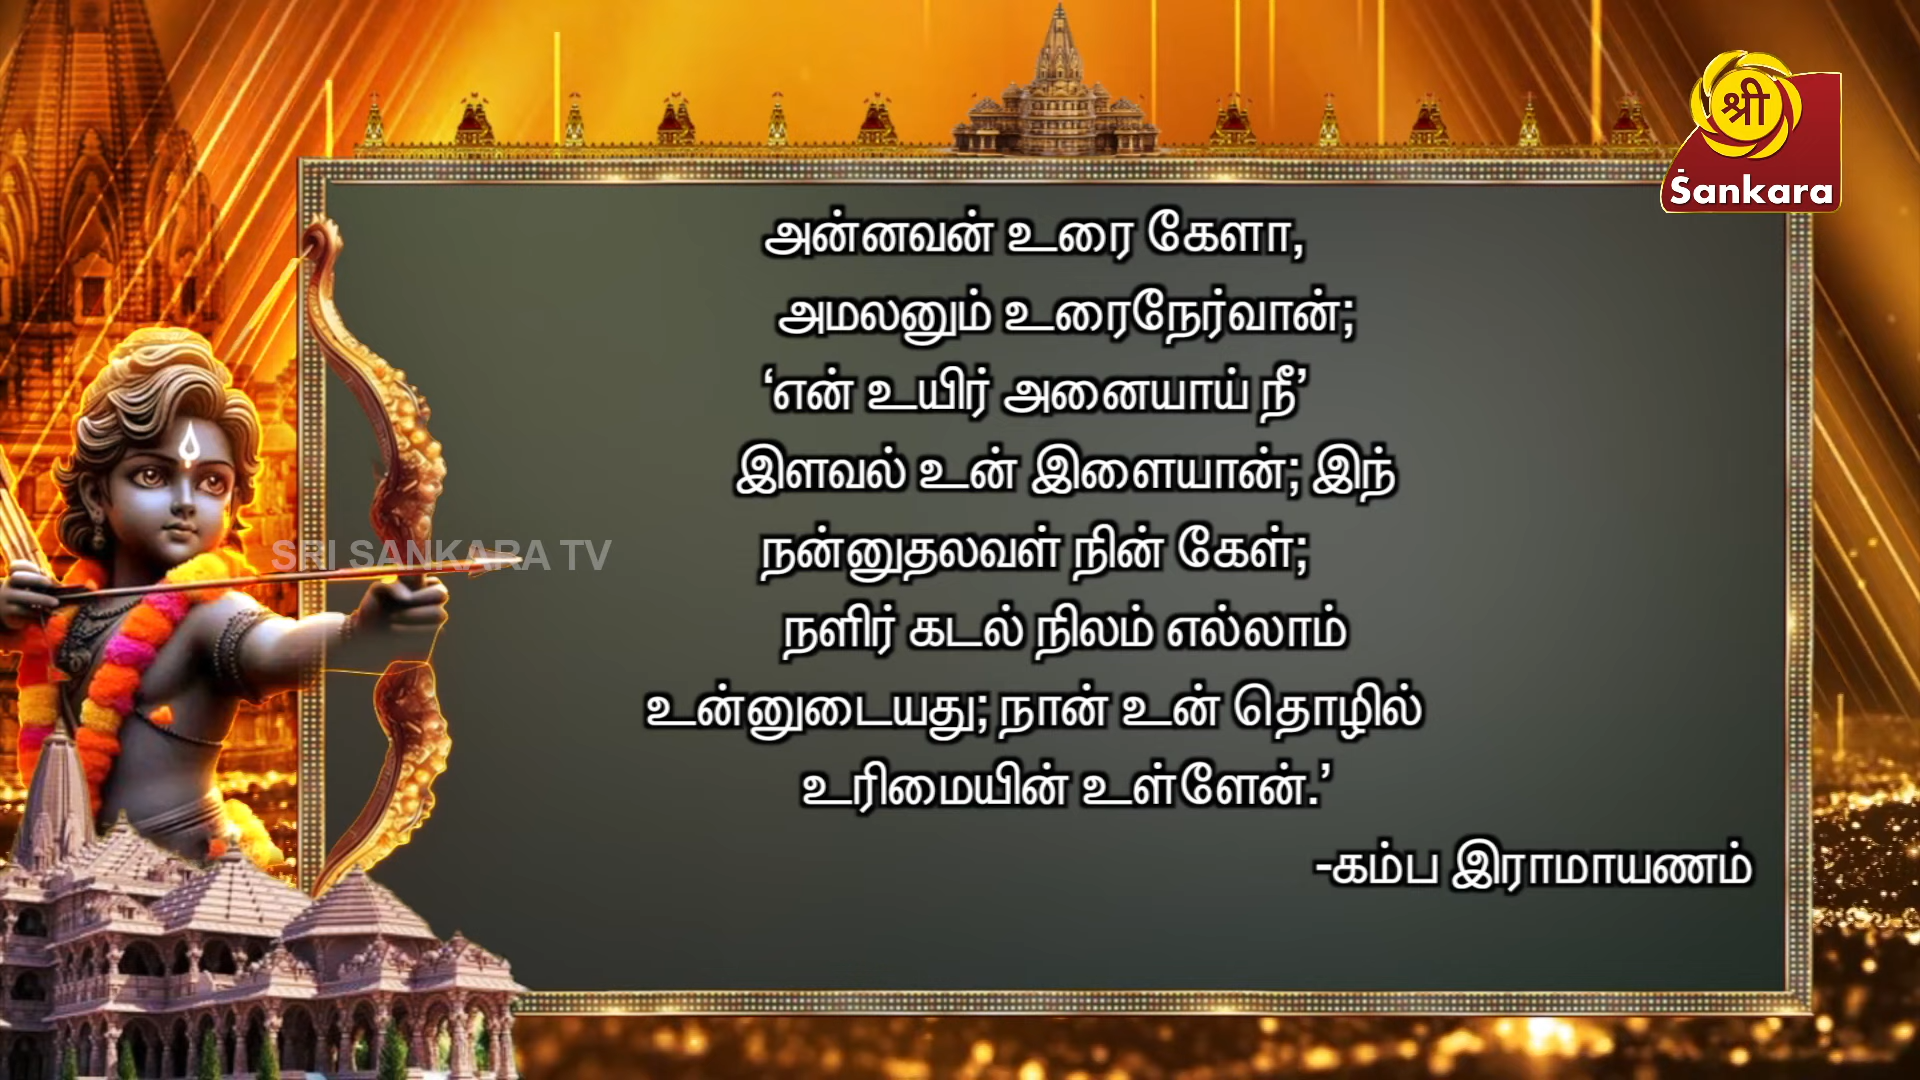 श्री
Sankara
அன்னவன் உரை கேளா,
அமலனும் உரைநேர்வான்;
‘என் உயிர் அனையாய் நீ’
இளவல் உன் இளையான்; இந்
நன்னுதலவள் நின் கேள்;
நளிர் கடல் நிலம் எல்லாம்
உன்னுடையது; நான் உன் தொழில்
உரிமையின் உள்ளேன்.’
-கம்ப இராமாயணம்
SRI SANKARA TV